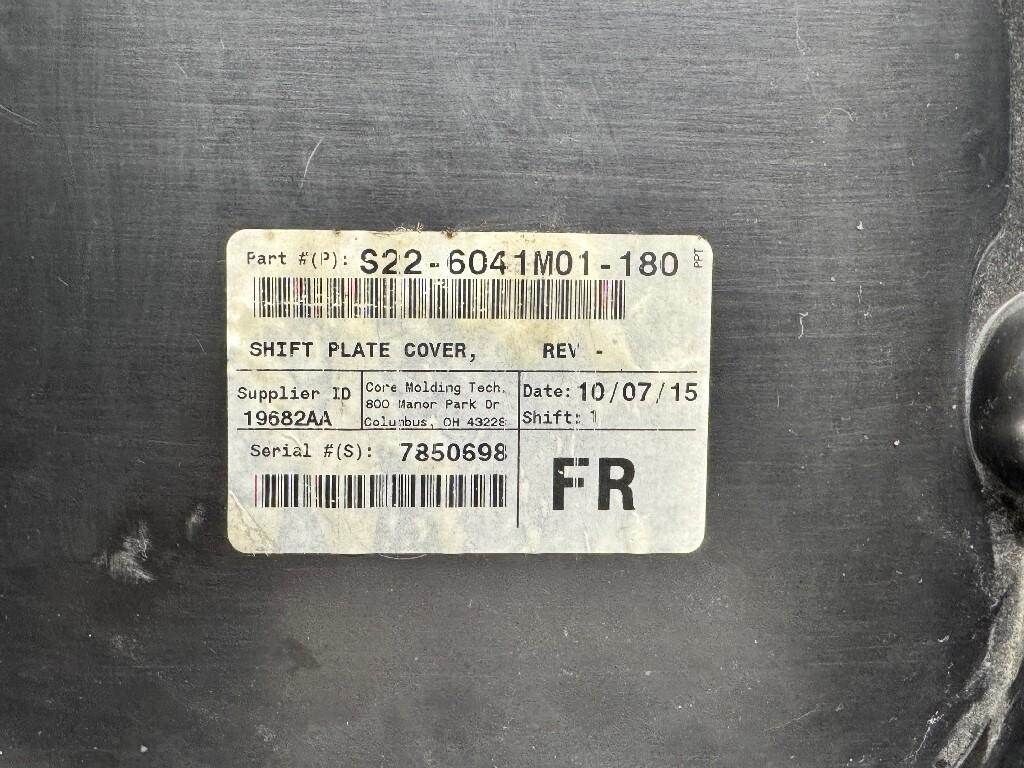 Part #(P): S22-6041M01-180 PPT
SHIFT PLATE COVER, REV -
Supplier ID
19682AA
Core Molding Tech.
800 Manor Park Dr
Columbus, OH 43228
Date: 10/07/15
Shift: 1
Serial #(S): 7850698
FR